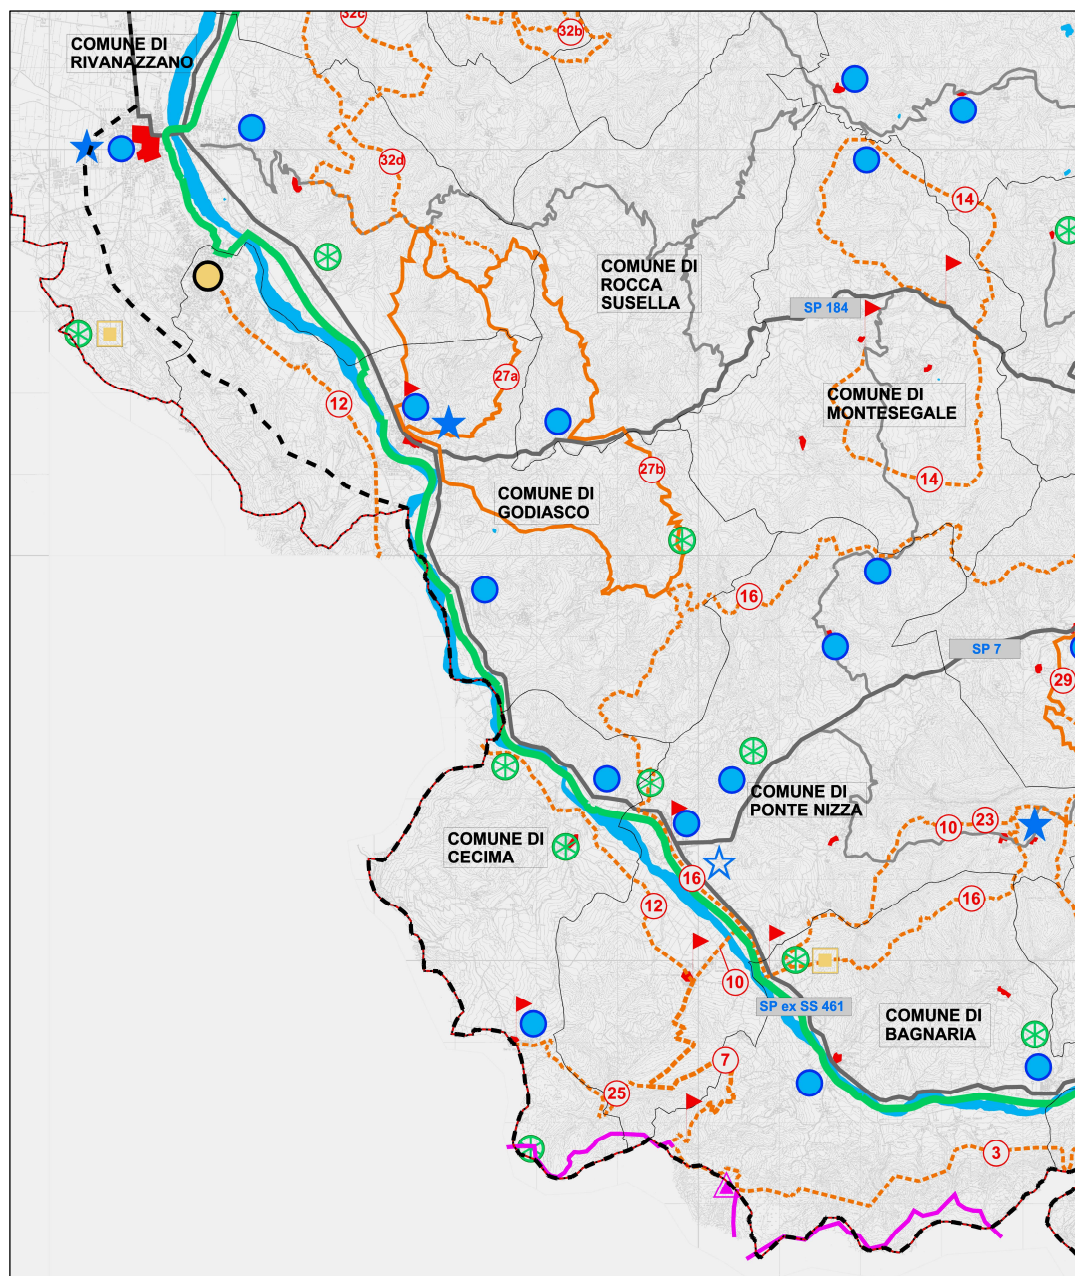 32c
32b
COMUNE DI
RIVANAZZANO
32d
14
COMUNE DI
ROCCA
SUSELLA
SP 184
27a
12
COMUNE DI
MONTESEGALE
27b
14
COMUNE DI
GODIASCO
16
SP 7
29
COMUNE DI
PONTE NIZZA
23
10
COMUNE DI
CECIMA
16
12
16
10
SP ex SS 461
COMUNE DI
BAGNARIA
7
25
3